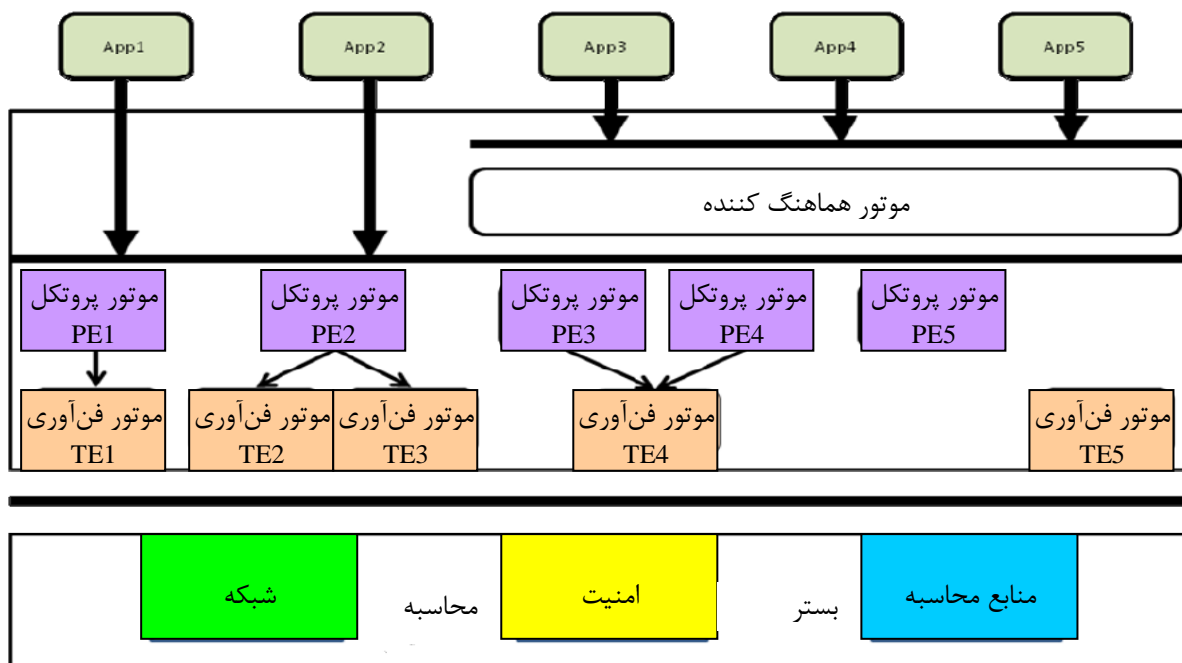 App1
App2
App3
App4
App5
موتور هماهنگ کننده
موتور پروتکل
PE1
موتور پروتکل
PE2
موتور پروتکل
PE3
موتور پروتکل
PE4
موتور پروتکل
PE5
موتور فن‌آوری
TE1
موتور فن‌آوری
TE2
موتور فن‌آوری
TE3
موتور فن‌آوری
TE4
موتور فن‌آوری
TE5
منابع محاسبه
بستر
امنیت
محاسبه
شبکه